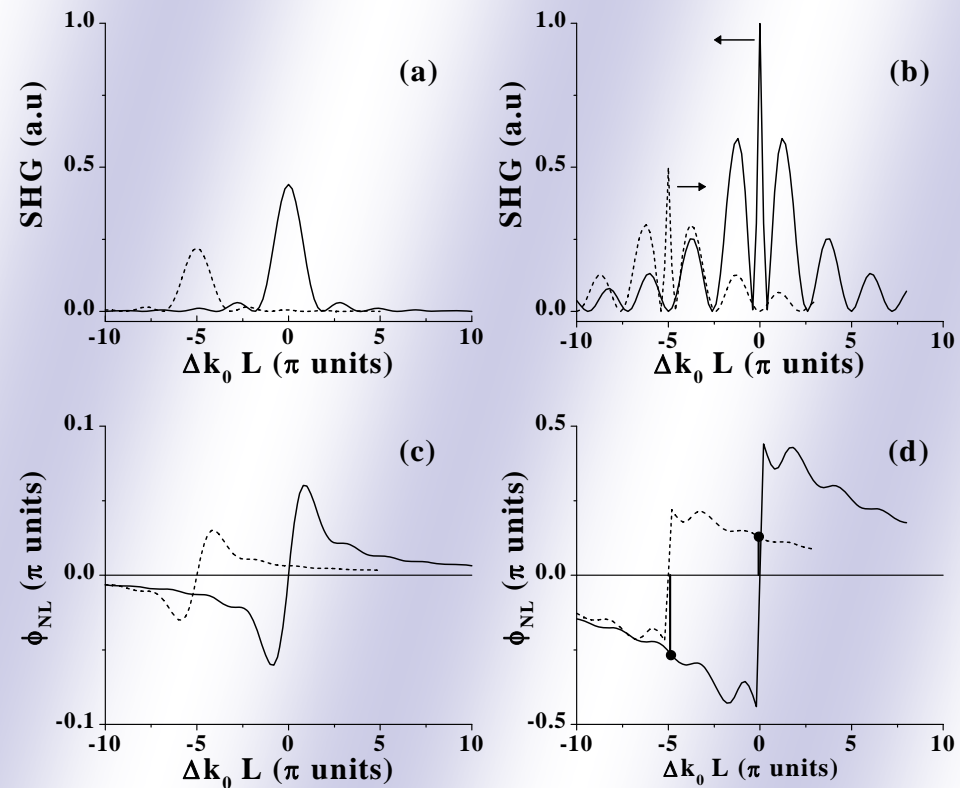 1.0
0.5
0.0
SHG (a.u)
(a)
-10 -5 0 5 10
Δk₀ L (π units)
1.0
0.5
0.0
SHG (a.u)
(b)
-10 -5 0 5 10
Δk₀ L (π units)
0.1
0.0
-0.1
ϕNL (π units)
(c)
-10 -5 0 5 10
Δk₀ L (π units)
0.5
0.0
-0.5
ϕNL (π units)
(d)
-10 -5 0 5 10
Δk₀ L (π units)